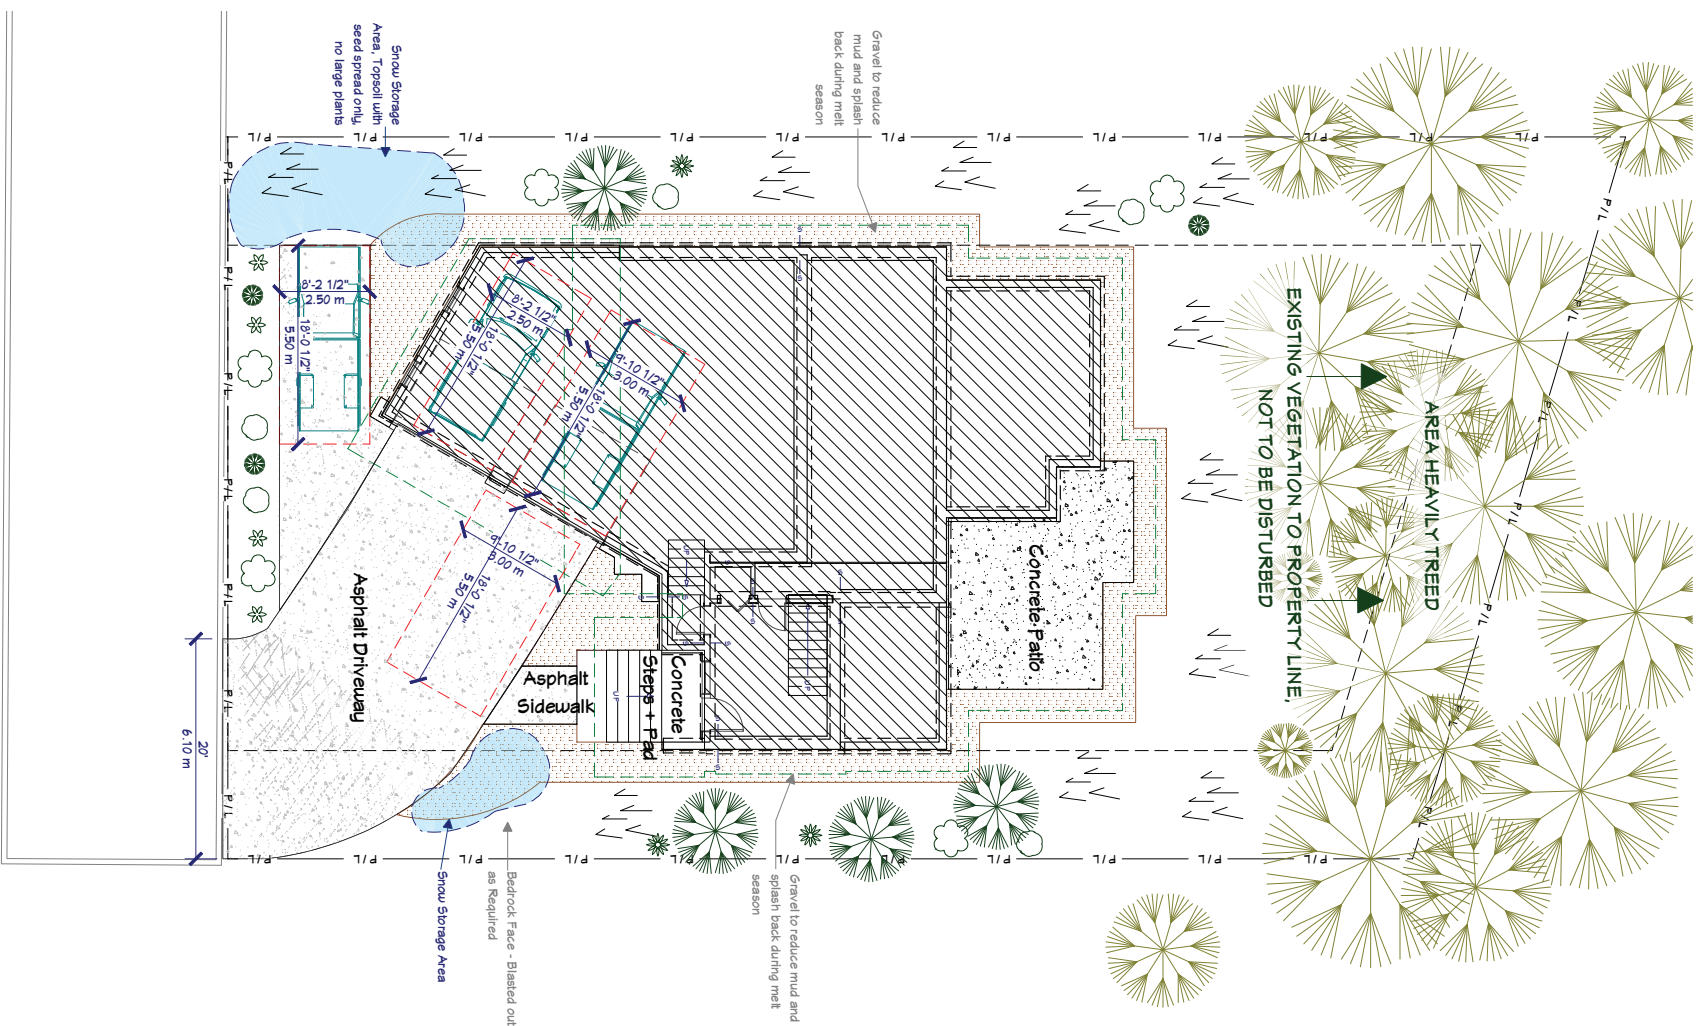 Snow Storage
Area, Topsoil with
seed spread only,
no large plants
Gravel to reduce
mud and splash
back during melt
season
P/L P/L P/L P/L P/L P/L P/L P/L P/L P/L P/L P/L P/L
P/L
P/L
P/L
P/L
P/L
P/L
P/L
P/L
P/L
P/L
P/L
P/L
P/L
P/L
8'-2 1/2"
2.50 m
18'-0 1/2"
5.50 m
8'-2 1/2"
2.50 m
18'-0 1/2"
5.50 m
9'-10 1/2"
3.00 m
18'-0 1/2"
5.50 m
9'-10 1/2"
3.00 m
18'-0 1/2"
5.50 m
EXISTING VEGETATION TO PROPERTY LINE,
NOT TO BE DISTURBED
AREA HEAVILY TREED
Concrete Patio
Asphalt Driveway
Asphalt
Sidewalk
Concrete
Steps + Pad
UP
UP
UP
20'
6.10 m
P/L P/L P/L P/L P/L P/L P/L P/L P/L P/L P/L
Snow Storage Area
Bedrock Face - Blasted out
as Required
Gravel to reduce mud and
splash back during melt
season